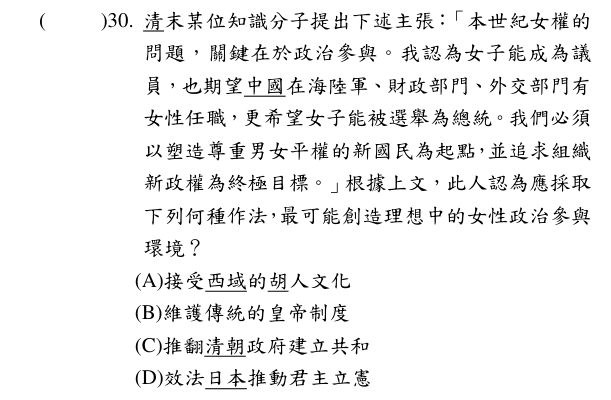 (　　)30. 清末某位知識分子提出下述主張：「本世紀女權的
問題，關鍵在於政治參與。我認為女子能成為議
員，也期望中國在海陸軍、財政部門、外交部門有
女性任職，更希望女子能被選舉為總統。我們必須
以塑造尊重男女平權的新國民為起點，並追求組織
新政權為終極目標。」根據上文，此人認為應採取
下列何種作法，最可能創造理想中的女性政治參與
環境？
(A)接受西域的胡人文化
(B)維護傳統的皇帝制度
(C)推翻清朝政府建立共和
(D)效法日本推動君主立憲